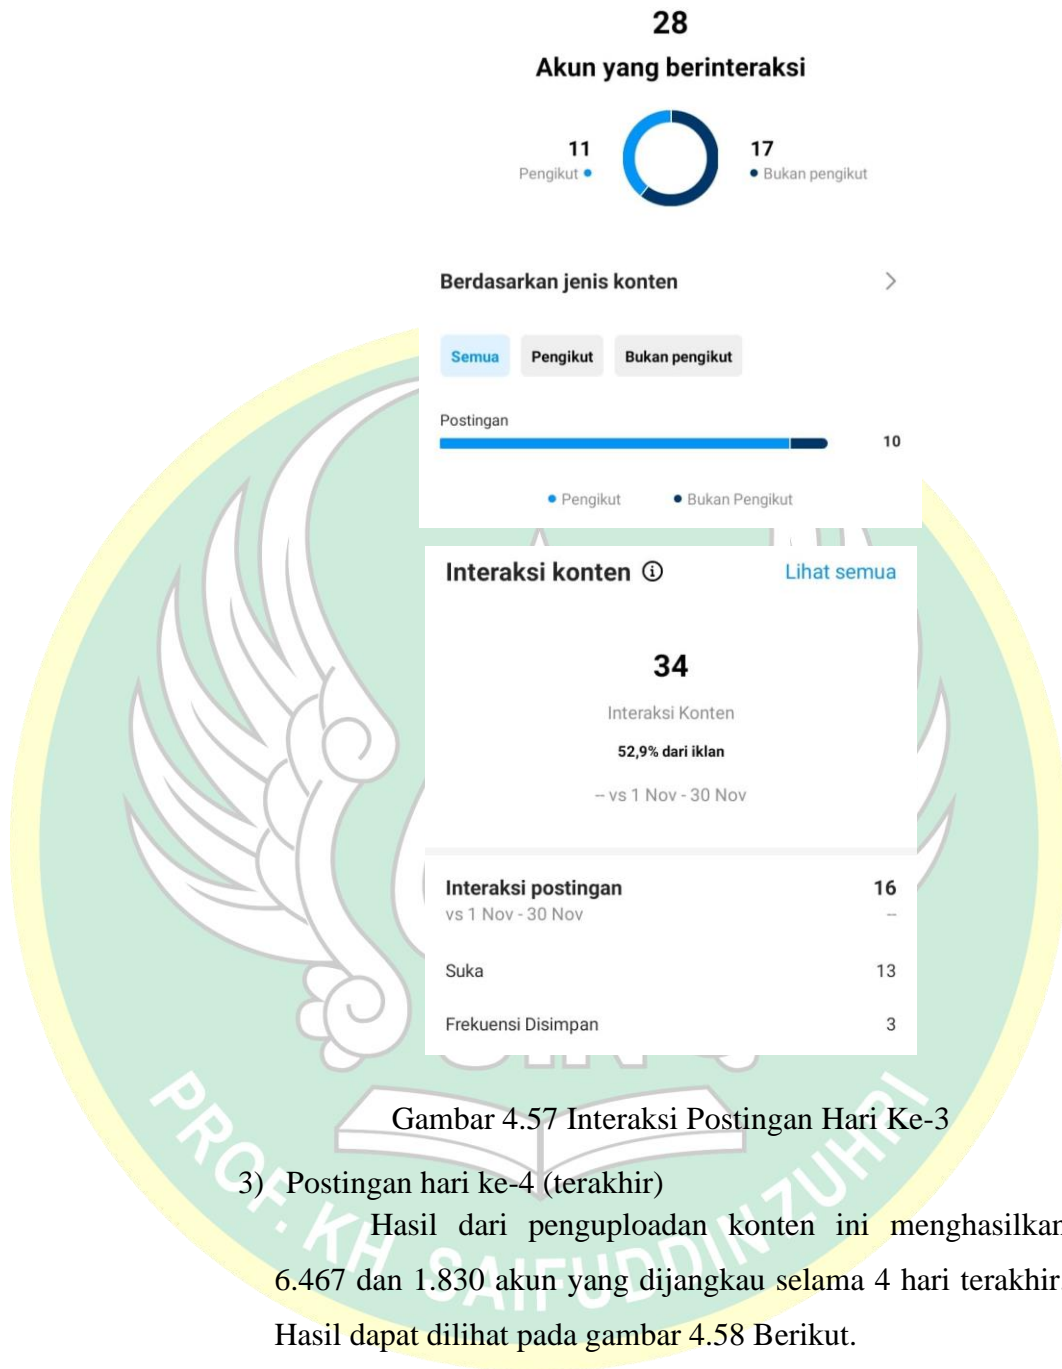 28
Akun yang berinteraksi
11
Pengikut
17
Bukan pengikut
Berdasarkan jenis konten
Semua Pengikut Bukan pengikut
Postingan
10
Pengikut Bukan Pengikut
Interaksi konten Lihat semua
34
Interaksi Konten
52,9% dari iklan
-- vs 1 Nov - 30 Nov
Interaksi postingan 16
vs 1 Nov - 30 Nov --
Suka 13
Frekuensi Disimpan 3
Gambar 4.57 Interaksi Postingan Hari Ke-3
3) Postingan hari ke-4 (terakhir)
Hasil dari penguploadan konten ini menghasilkan
6.467 dan 1.830 akun yang dijangkau selama 4 hari terakhir
Hasil dapat dilihat pada gambar 4.58 Berikut.
PROF. KH SAIFUDDIN ZUHRI